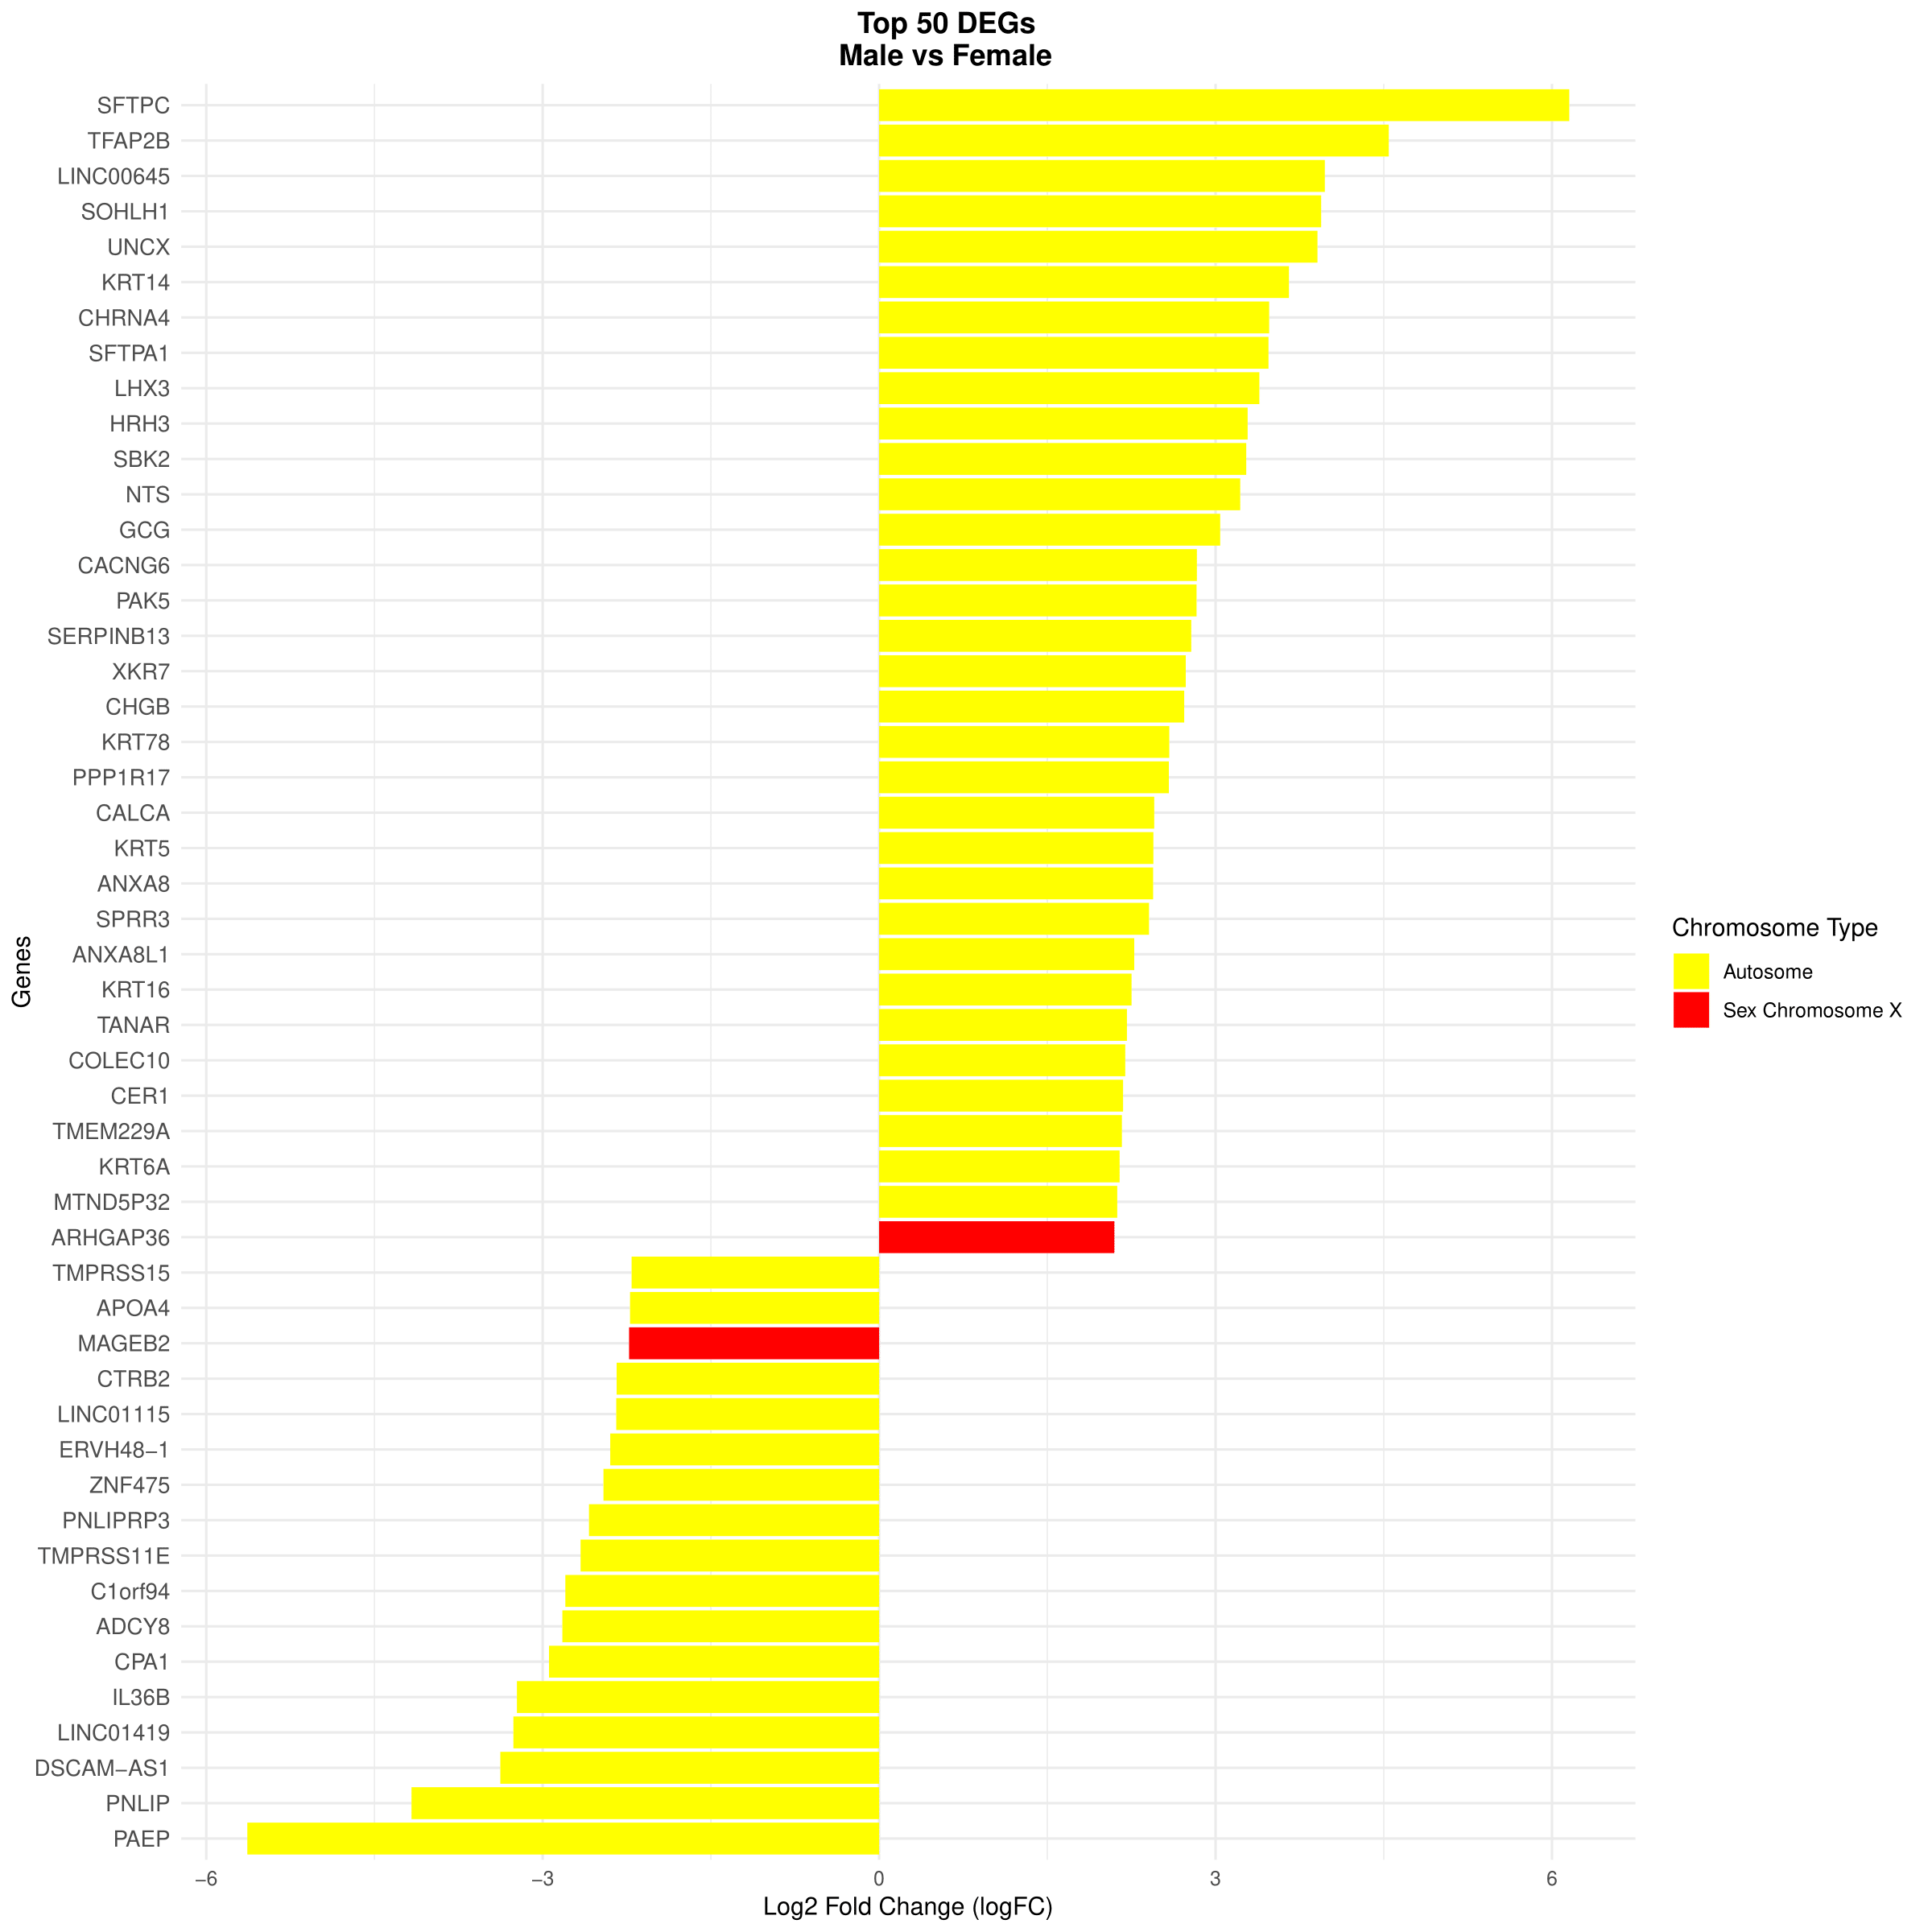 Top 50 DEGs
Male vs Female
SFTPC
TFAP2B
LINC00645
SOHLH1
UNCX
KRT14
CHRNA4
SFTPA1
LHX3
HRH3
SBK2
NTS
GCG
CACNG6
PAK5
SERPINB13
XKR7
CHGB
KRT78
PPP1R17
CALCA
KRT5
ANXA8
SPRR3
ANXA8L1
KRT16
TANAR
COLEC10
CER1
TMEM229A
KRT6A
MTND5P32
ARHGAP36
TMPRSS15
APOA4
MAGEB2
CTRB2
LINC01115
ERVH48−1
ZNF475
PNLIPRP3
TMPRSS11E
C1orf94
ADCY8
CPA1
IL36B
LINC01419
DSCAM−AS1
PNLIP
PAEP
Genes
−6 −3 0 3 6
Log2 Fold Change (logFC)
Chromosome Type
Autosome
Sex Chromosome X